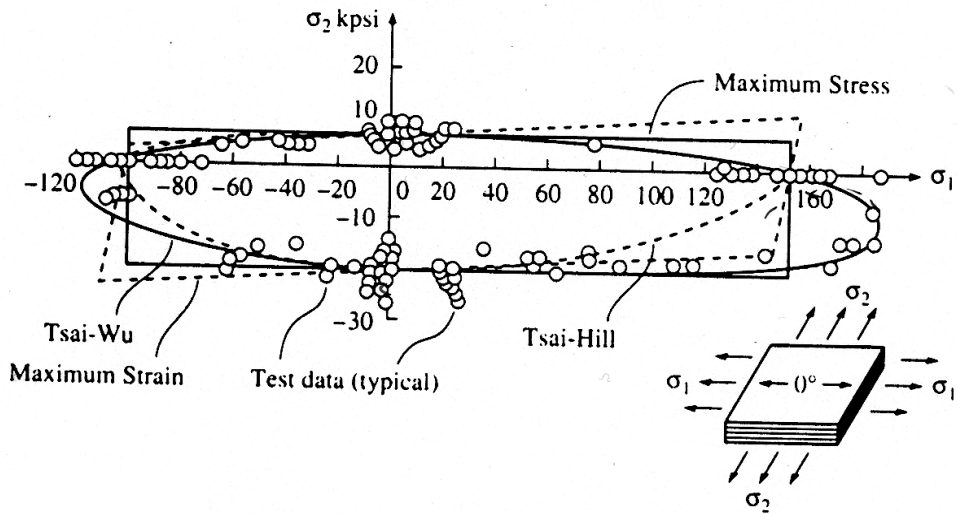 σ₂ kpsi
20
Maximum Stress
10
−120
−80
−60
−40
−20
0
20
40
60
80
100
160
σ₁
−10
−30
Tsai-Wu
Maximum Strain
Test data (typical)
Tsai-Hill
σ₂
σ₁
0°
σ₁
σ₂